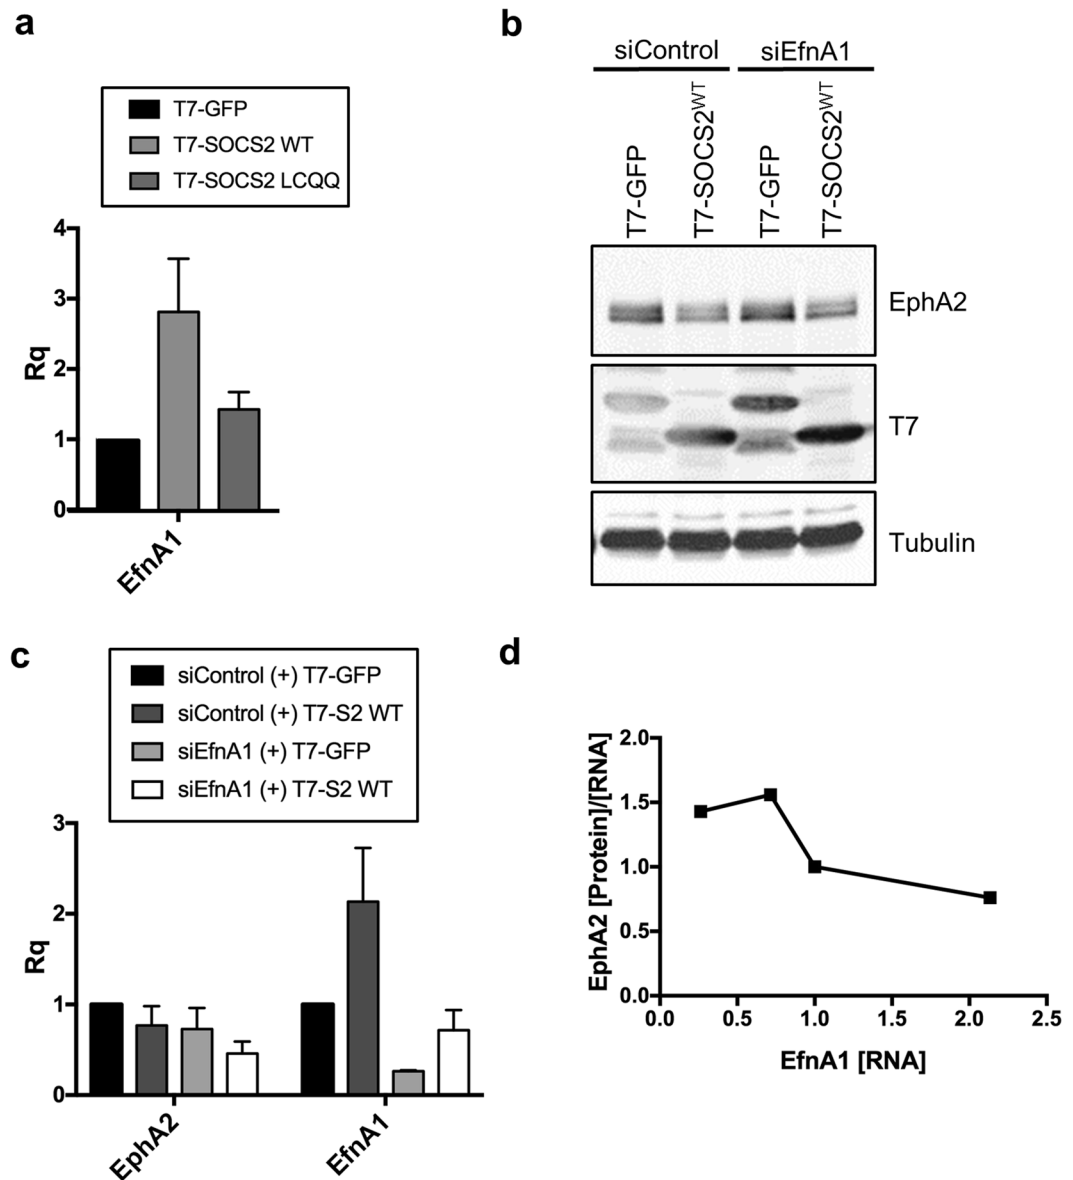 a
T7-GFP
T7-SOCS2 WT
T7-SOCS2 LCQQ
4
3
2
1
0
Rq
EfnA1
b
siControl siEfnA1
T7-GFP
T7-SOCS2WT
T7-GFP
T7-SOCS2WT
EphA2
T7
Tubulin
c
siControl (+) T7-GFP
siControl (+) T7-S2 WT
siEfnA1 (+) T7-GFP
siEfnA1 (+) T7-S2 WT
3
2
1
0
Rq
EphA2
EfnA1
d
EphA2 [Protein]/[RNA]
2.0
1.5
1.0
0.5
0.0
0.0 0.5 1.0 1.5 2.0 2.5
EfnA1 [RNA]